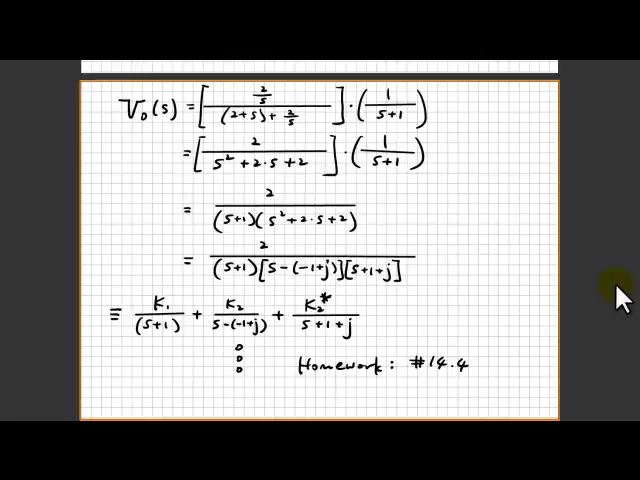 V₀(s) = [ (2/s) / ((2+s) + 2/s) ] · ( 1/(s+1) )
= [ 2 / (s² + 2·s + 2) ] · ( 1/(s+1) )
= 2 / ((s+1)(s² + 2·s + 2))
= 2 / ((s+1)[s-(-1+j)][s+1+j])
≡ K₁/(s+1) + K₂/(s-(-1+j)) + K₂*/(s+1+j)
Homework: #14.4